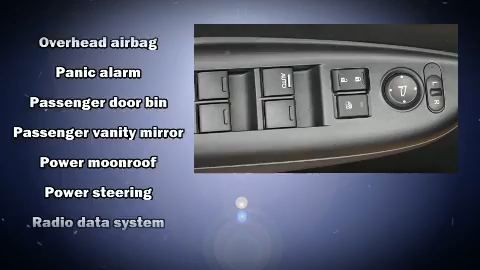 Overhead airbag
Panic alarm
Passenger door bin
Passenger vanity mirror
Power moonroof
Power steering
Radio data system
AUTO
R